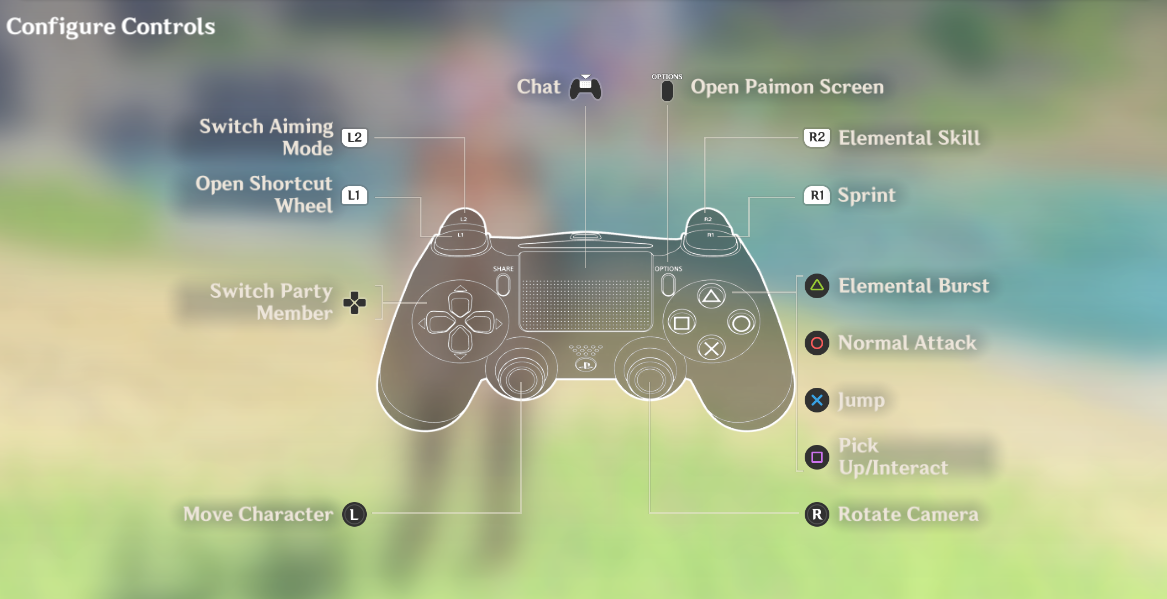 Configure Controls
Chat
OPTIONS
Open Paimon Screen
Switch Aiming
Mode
L2
R2
Elemental Skill
Open Shortcut
Wheel
L1
R1
Sprint
L2
L1
R2
R1
SHARE
OPTIONS
Switch Party
Member
Elemental Burst
Normal Attack
Jump
Pick
Up/Interact
Move Character
L
R
Rotate Camera